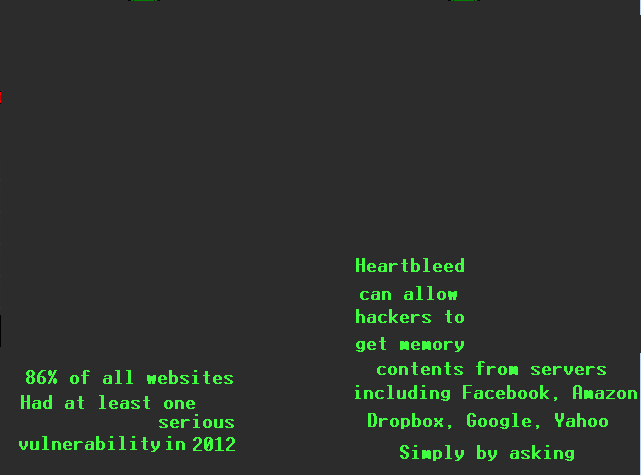 Heartbleed
can allow
hackers to
get memory
contents from servers
including Facebook, Amazon
Dropbox, Google, Yahoo
Simply by asking
86% of all websites
Had at least one
serious
vulnerability in 2012